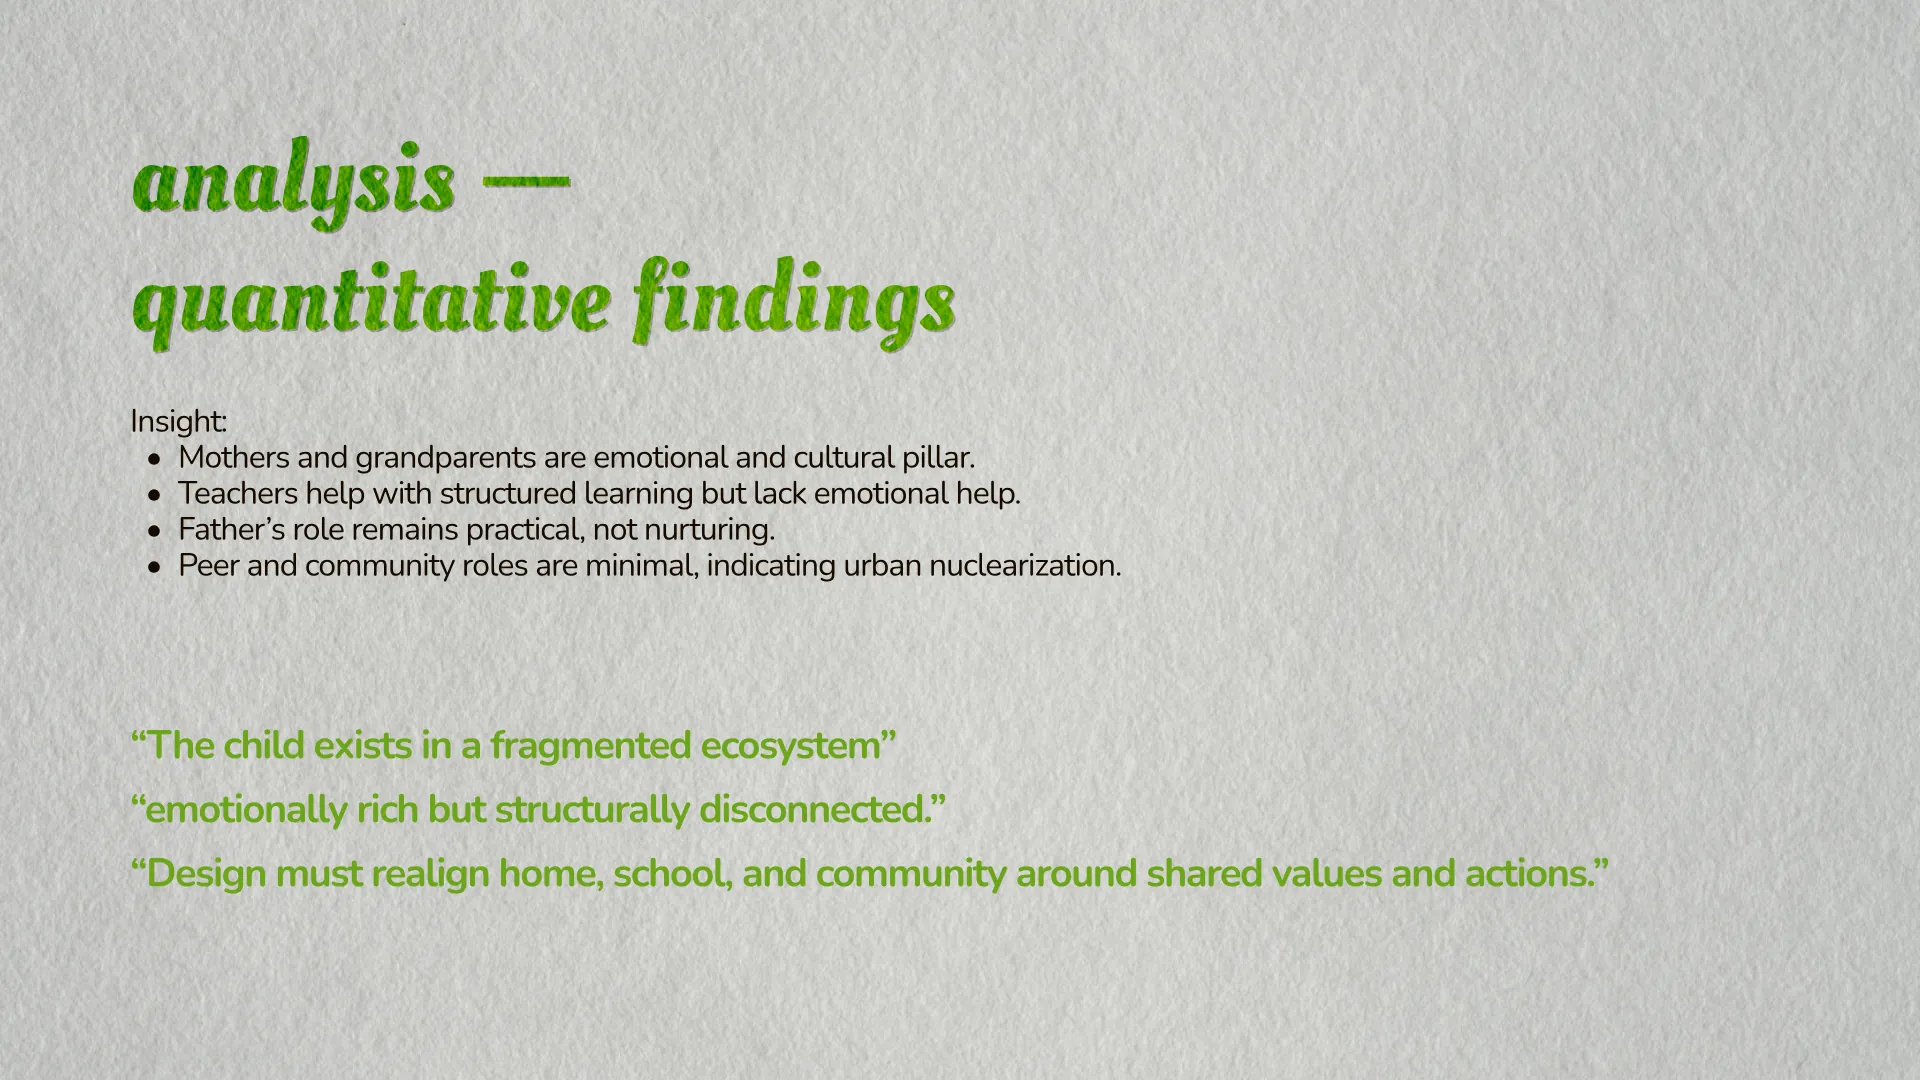 analysis —
quantitative findings
Insight:
• Mothers and grandparents are emotional and cultural pillar.
• Teachers help with structured learning but lack emotional help.
• Father’s role remains practical, not nurturing.
• Peer and community roles are minimal, indicating urban nuclearization.
“The child exists in a fragmented ecosystem”
“emotionally rich but structurally disconnected.”
“Design must realign home, school, and community around shared values and actions.”